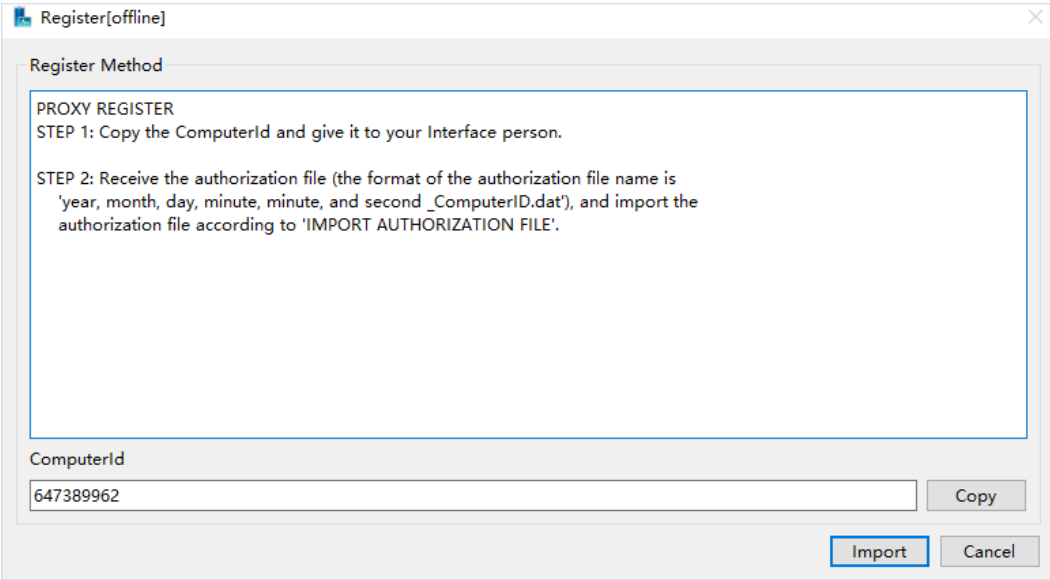 Register[offline]
Register Method
PROXY REGISTER
STEP 1: Copy the ComputerId and give it to your Interface person.
STEP 2: Receive the authorization file (the format of the authorization file name is
'year, month, day, minute, minute, and second _ComputerID.dat'), and import the
authorization file according to 'IMPORT AUTHORIZATION FILE'.
ComputerId
647389962
Copy
Import
Cancel